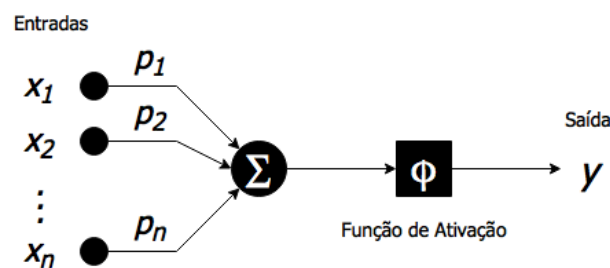 Entradas
x1 p1
x2 p2
⋮
xn pn
Σ
φ
Função de Ativação
Saída
y